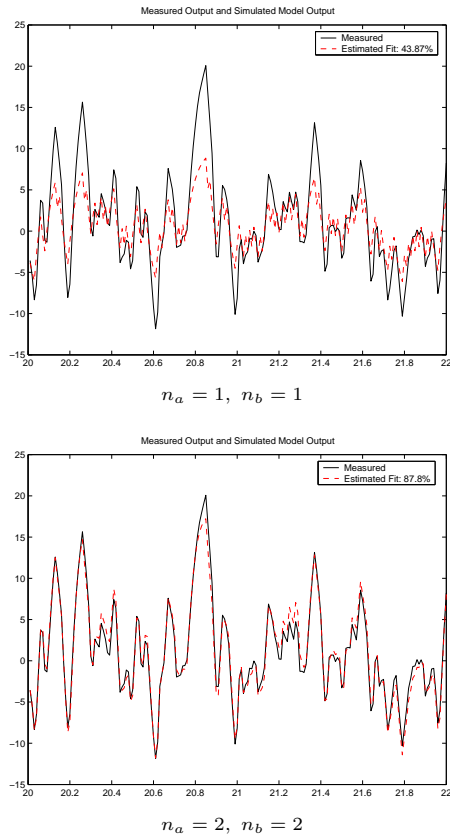 Measured Output and Simulated Model Output
Measured
Estimated Fit: 43.87%
25
20
15
10
5
0
−5
−10
−15
20 20.2 20.4 20.6 20.8 21 21.2 21.4 21.6 21.8 22
n_a = 1, n_b = 1
Measured Output and Simulated Model Output
Measured
Estimated Fit: 87.8%
25
20
15
10
5
0
−5
−10
−15
20 20.2 20.4 20.6 20.8 21 21.2 21.4 21.6 21.8 22
n_a = 2, n_b = 2